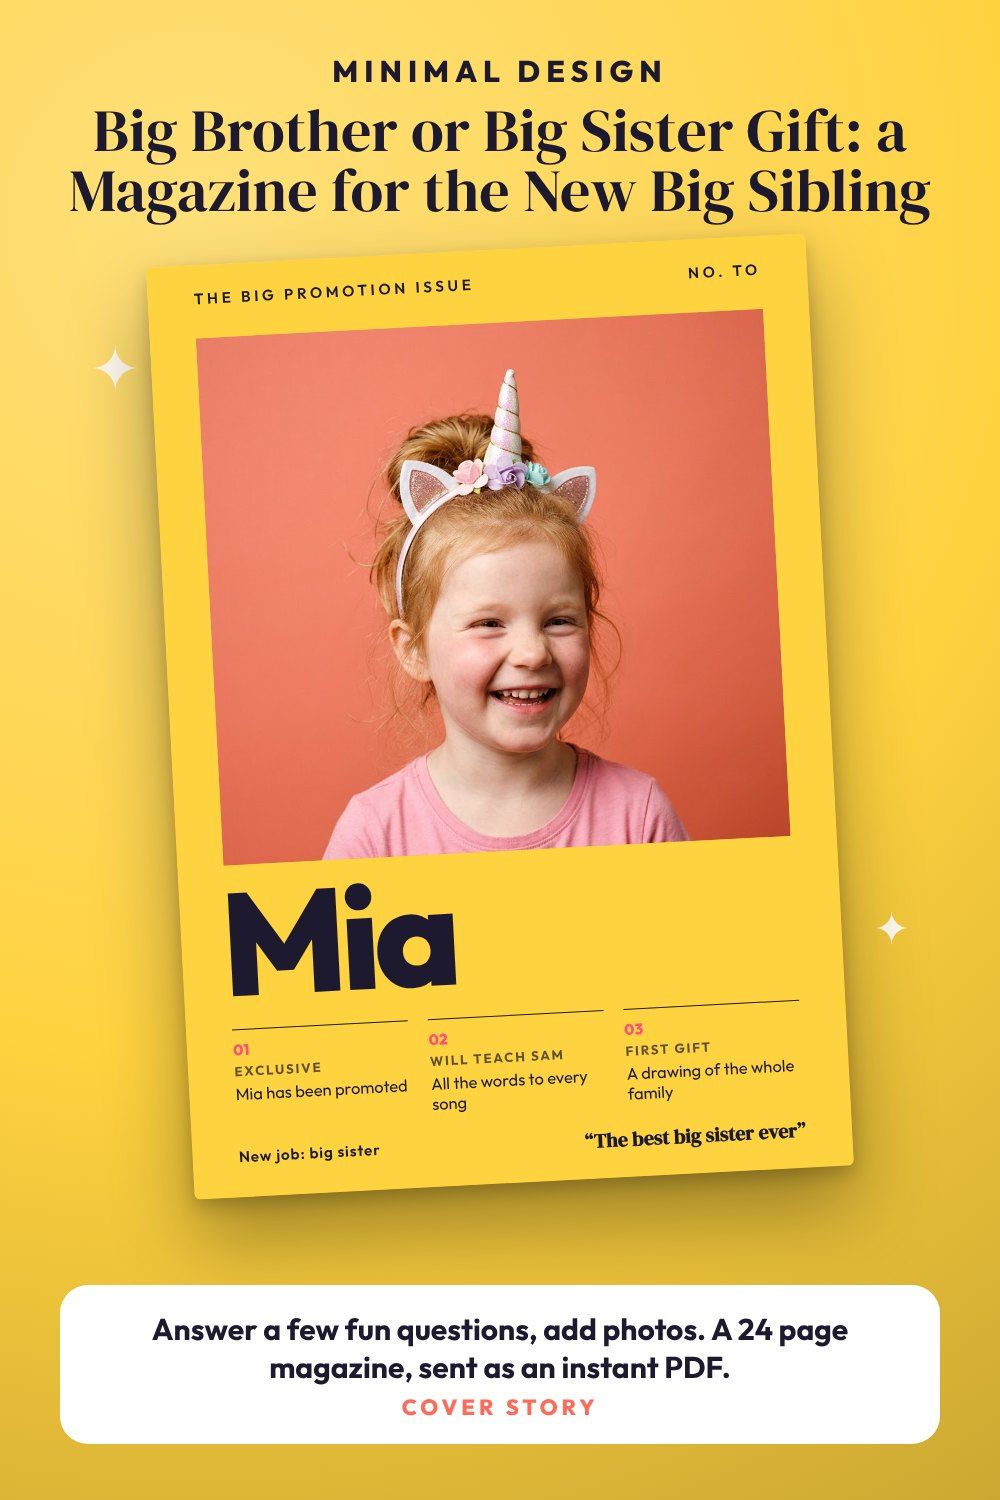 MINIMAL DESIGN
Big Brother or Big Sister Gift: a
Magazine for the New Big Sibling
THE BIG PROMOTION ISSUE
NO. TO
Mia
01
EXCLUSIVE
Mia has been promoted
02
WILL TEACH SAM
All the words to every
song
03
FIRST GIFT
A drawing of the whole
family
New job: big sister
“The best big sister ever”
Answer a few fun questions, add photos. A 24 page
magazine, sent as an instant PDF.
COVER STORY